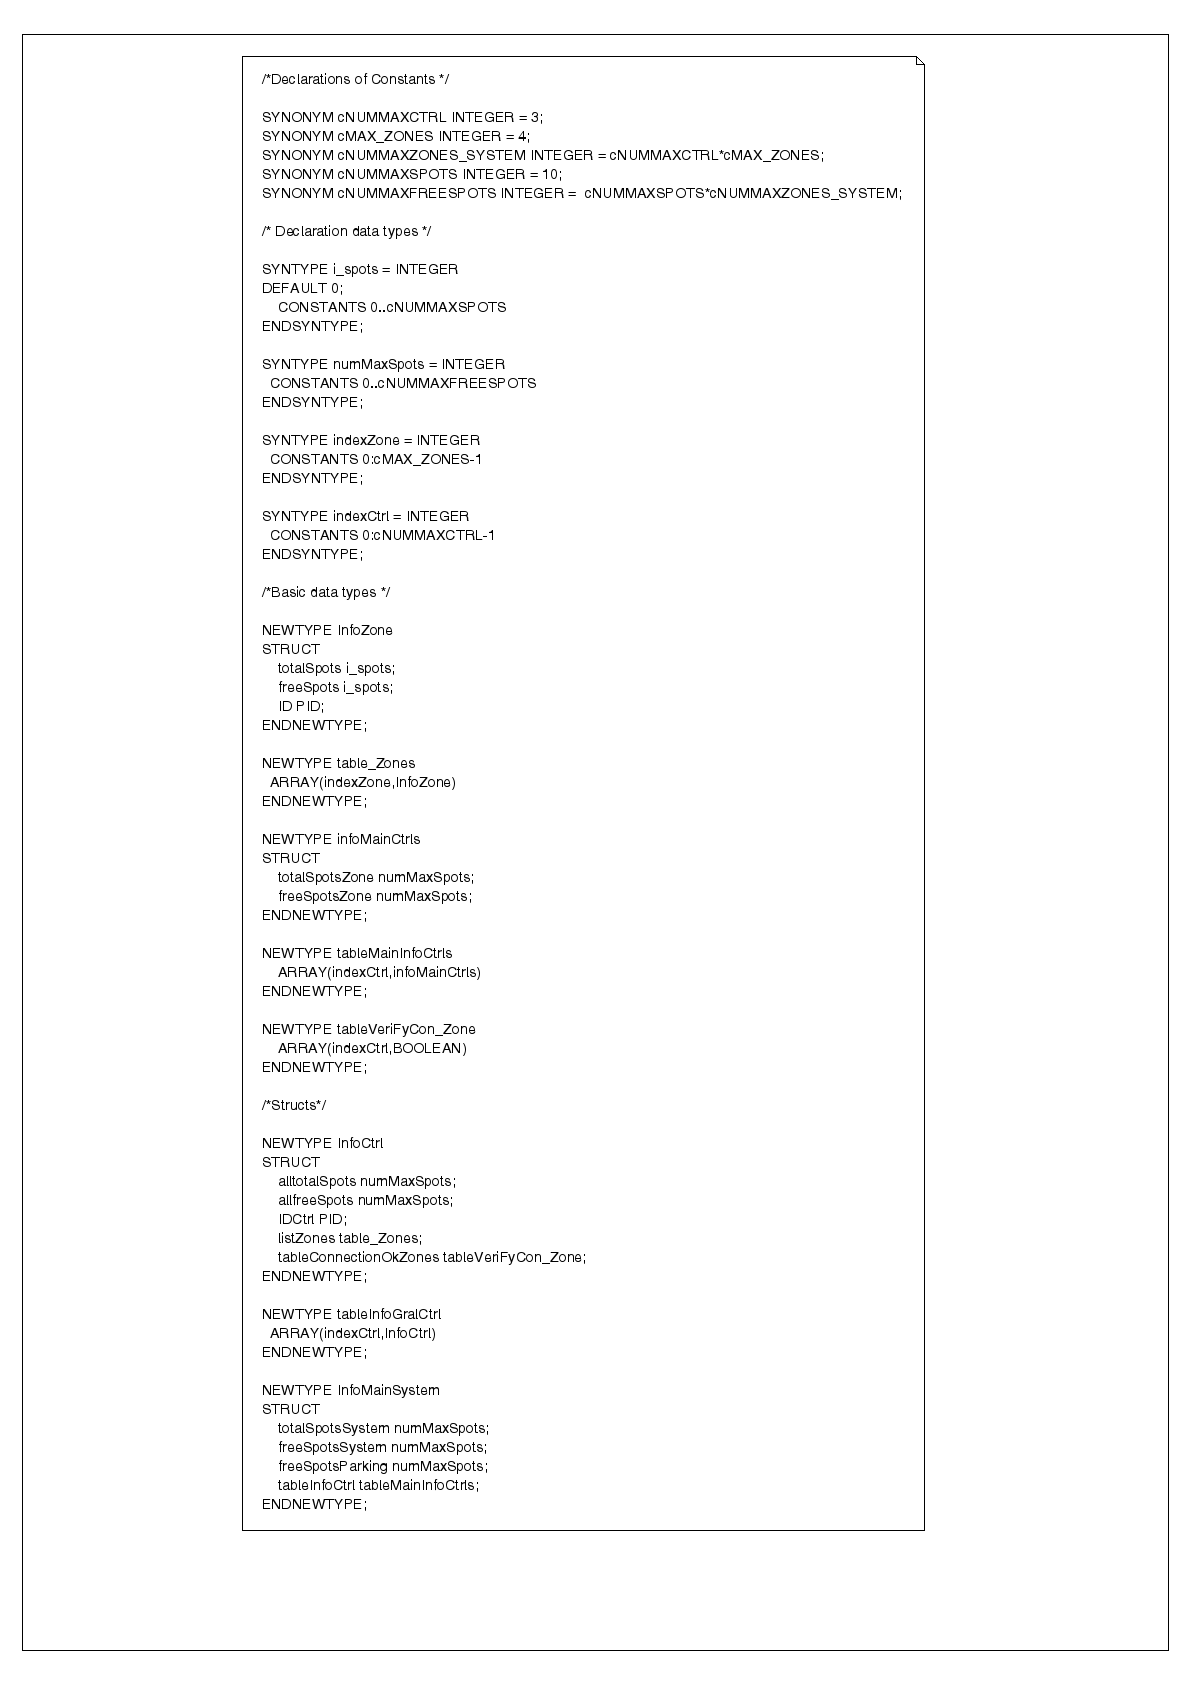 /*Declarations of Constants */
SYNONYM cNUMMAXCTRL INTEGER = 3;
SYNONYM cMAX_ZONES INTEGER = 4;
SYNONYM cNUMMAXZONES_SYSTEM INTEGER = cNUMMAXCTRL*cMAX_ZONES;
SYNONYM cNUMMAXSPOTS INTEGER = 10;
SYNONYM cNUMMAXFREESPOTS INTEGER =  cNUMMAXSPOTS*cNUMMAXZONES_SYSTEM;
/* Declaration data types */
SYNTYPE i_spots = INTEGER
DEFAULT 0;
CONSTANTS 0..cNUMMAXSPOTS
ENDSYNTYPE;
SYNTYPE numMaxSpots = INTEGER
CONSTANTS 0..cNUMMAXFREESPOTS
ENDSYNTYPE;
SYNTYPE indexZone = INTEGER
CONSTANTS 0:cMAX_ZONES-1
ENDSYNTYPE;
SYNTYPE indexCtrl = INTEGER
CONSTANTS 0:cNUMMAXCTRL-1
ENDSYNTYPE;
/*Basic data types */
NEWTYPE InfoZone
STRUCT
totalSpots i_spots;
freeSpots i_spots;
ID PID;
ENDNEWTYPE;
NEWTYPE table_Zones
ARRAY(indexZone,InfoZone)
ENDNEWTYPE;
NEWTYPE infoMainCtrls
STRUCT
totalSpotsZone numMaxSpots;
freeSpotsZone numMaxSpots;
ENDNEWTYPE;
NEWTYPE tableMainInfoCtrls
ARRAY(indexCtrl,infoMainCtrls)
ENDNEWTYPE;
NEWTYPE tableVeriFyCon_Zone
ARRAY(indexCtrl,BOOLEAN)
ENDNEWTYPE;
/*Structs*/
NEWTYPE InfoCtrl
STRUCT
alltotalSpots numMaxSpots;
allfreeSpots numMaxSpots;
IDCtrl PID;
listZones table_Zones;
tableConnectionOkZones tableVeriFyCon_Zone;
ENDNEWTYPE;
NEWTYPE tableInfoGralCtrl
ARRAY(indexCtrl,InfoCtrl)
ENDNEWTYPE;
NEWTYPE InfoMainSystem
STRUCT
totalSpotsSystem numMaxSpots;
freeSpotsSystem numMaxSpots;
freeSpotsParking numMaxSpots;
tableInfoCtrl tableMainInfoCtrls;
ENDNEWTYPE;